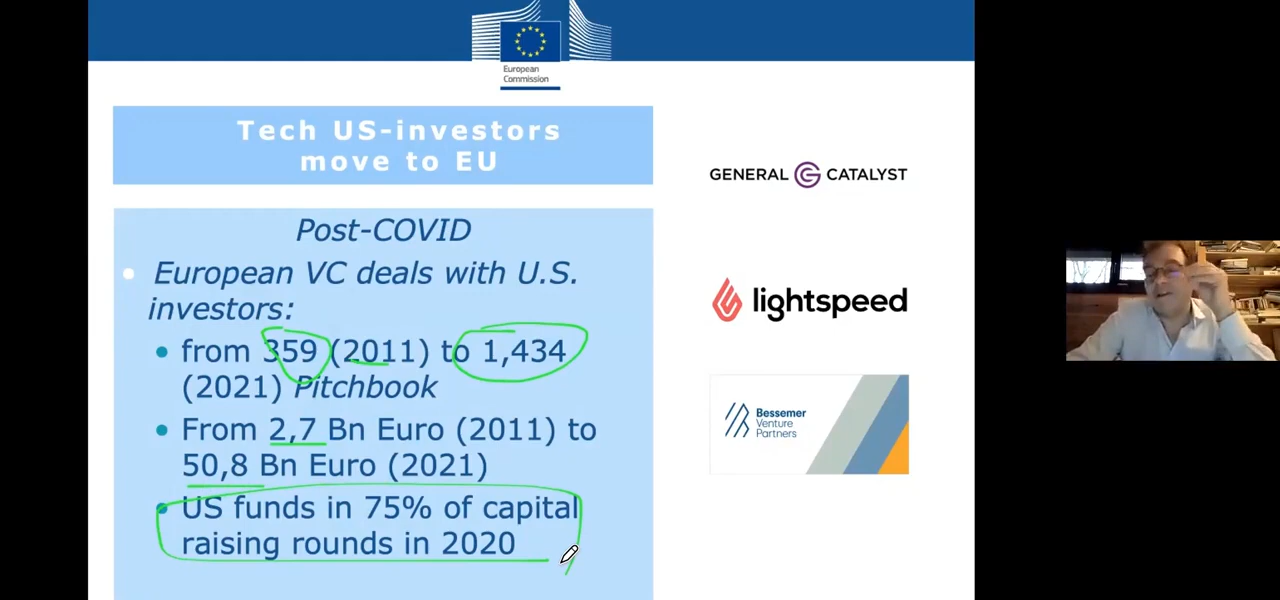 European
Commission
Tech US-investors
move to EU
Post-COVID
European VC deals with U.S.
investors:
from 359 (2011) to 1,434
(2021) Pitchbook
From 2,7 Bn Euro (2011) to
50,8 Bn Euro (2021)
US funds in 75% of capital
raising rounds in 2020
GENERAL CATALYST
lightspeed
Bessemer
Venture
Partners